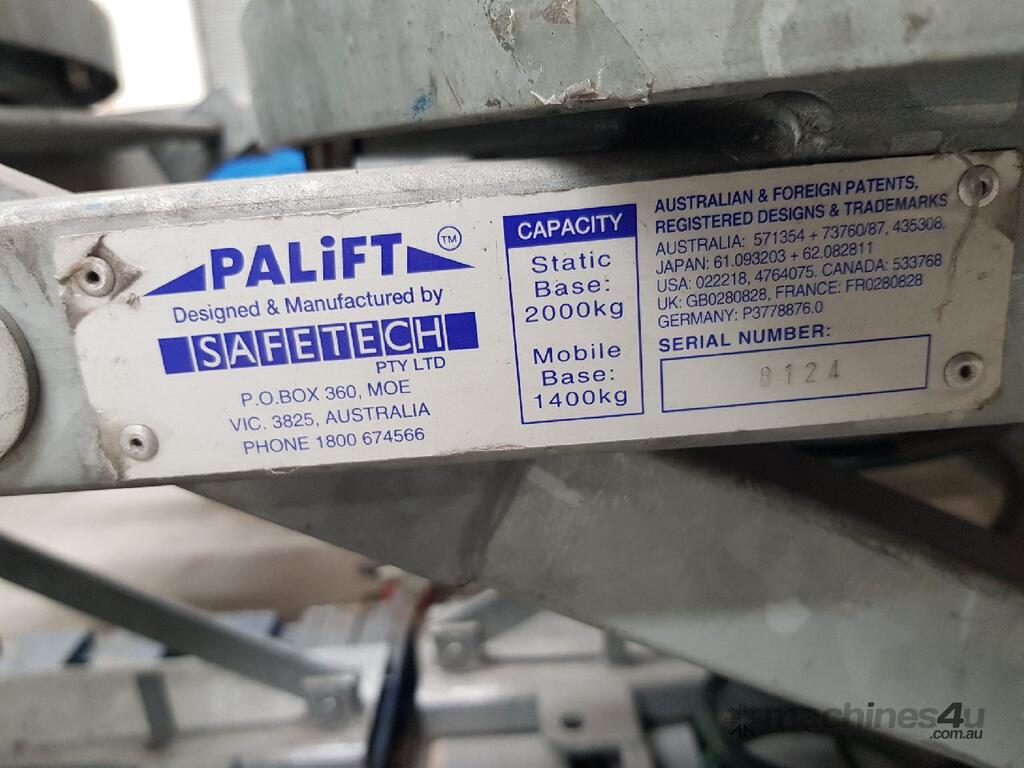 PALiFT TM
Designed & Manufactured by
SAFETECH
PTY LTD
P.O.BOX 360, MOE
VIC. 3825, AUSTRALIA
PHONE 1800 674566
CAPACITY
Static
Base:
2000kg
Mobile
Base:
1400kg
AUSTRALIAN & FOREIGN PATENTS,
REGISTERED DESIGNS & TRADEMARKS
AUSTRALIA: 571354 + 73760/87, 435308.
JAPAN: 61.093203 + 62.082811
USA: 022218, 4764075. CANADA: 533768
UK: GB0280828, FRANCE: FR0280828
GERMANY: P3778876.0
SERIAL NUMBER:
8124
machines4u
.com.au